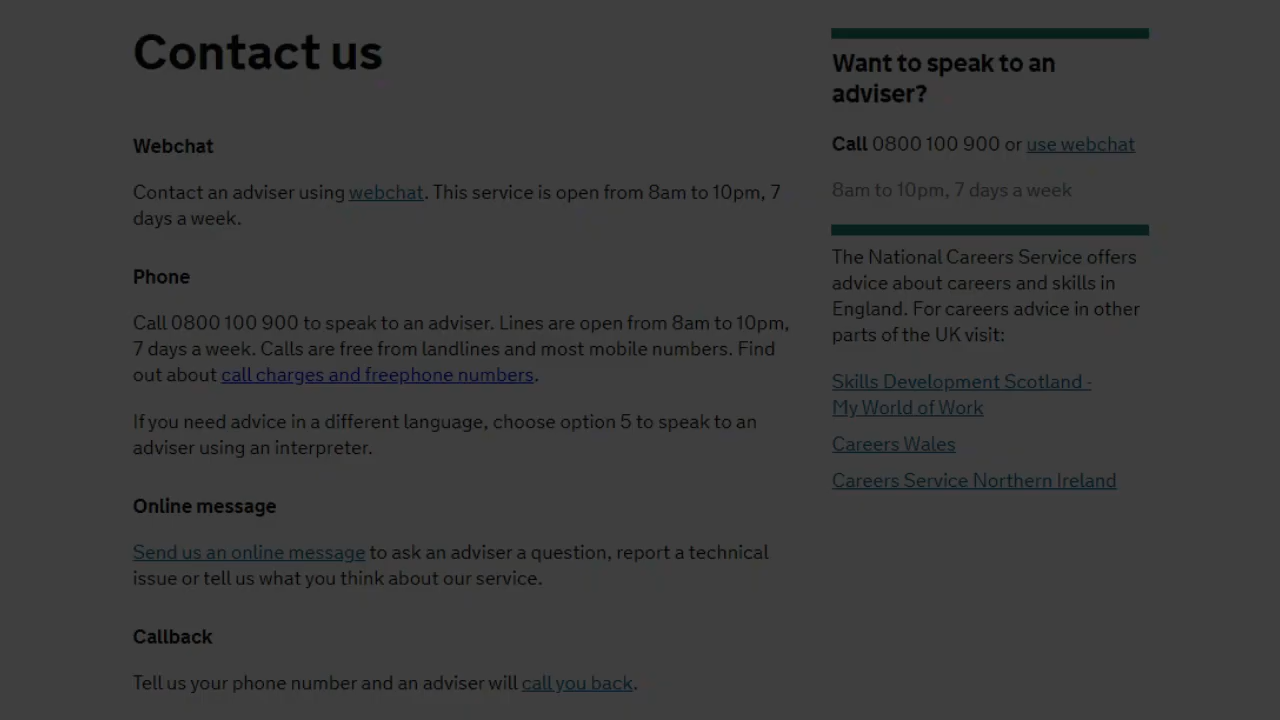 Contact us
Webchat
Contact an adviser using webchat. This service is open from 8am to 10pm, 7
days a week.
Phone
Call 0800 100 900 to speak to an adviser. Lines are open from 8am to 10pm,
7 days a week. Calls are free from landlines and most mobile numbers. Find
out about call charges and freephone numbers.
If you need advice in a different language, choose option 5 to speak to an
adviser using an interpreter.
Online message
Send us an online message to ask an adviser a question, report a technical
issue or tell us what you think about our service.
Callback
Tell us your phone number and an adviser will call you back.
Want to speak to an
adviser?
Call 0800 100 900 or use webchat
8am to 10pm, 7 days a week
The National Careers Service offers
advice about careers and skills in
England. For careers advice in other
parts of the UK visit:
Skills Development Scotland -
My World of Work
Careers Wales
Careers Service Northern Ireland